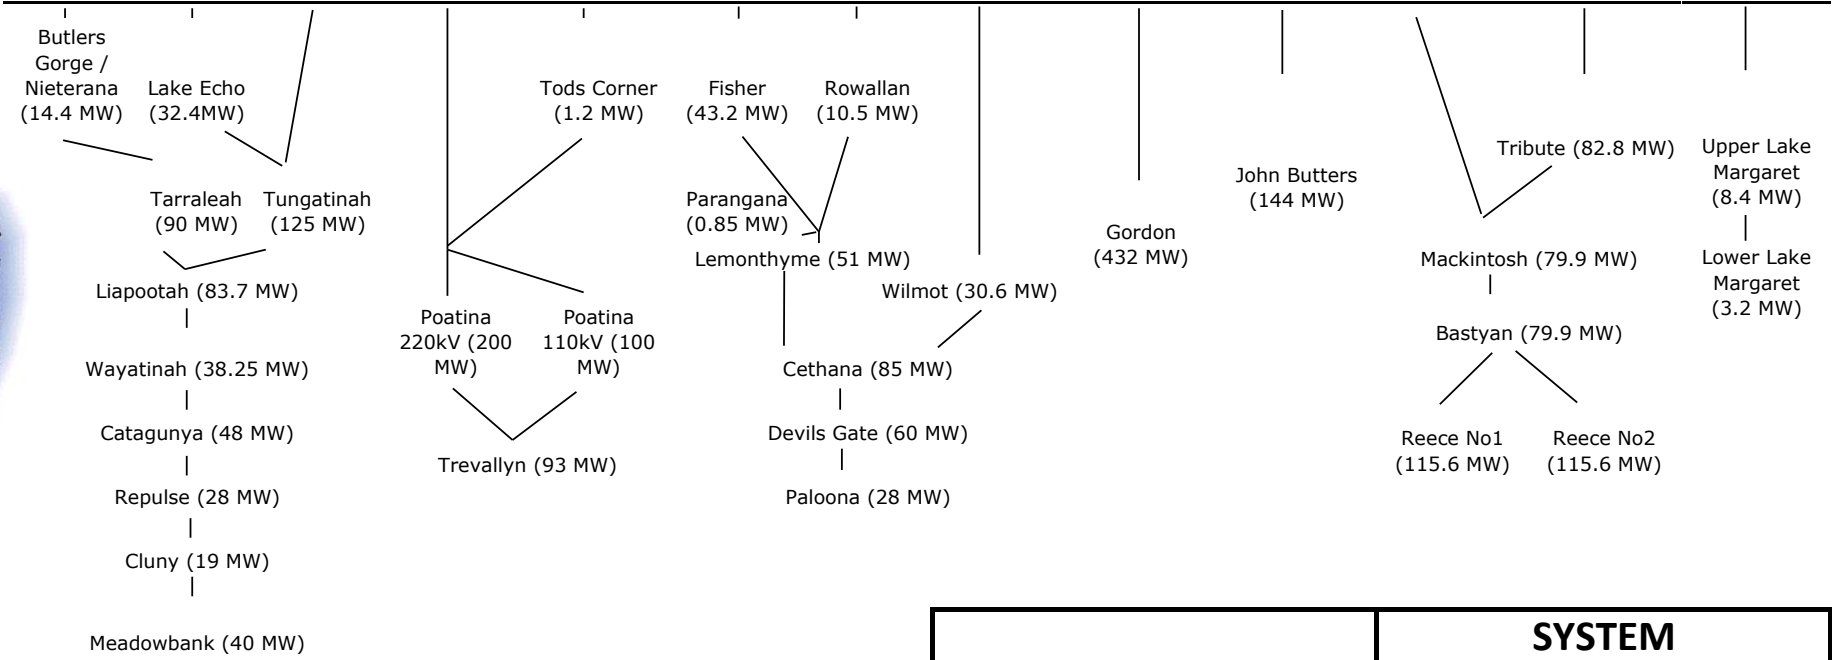 Butlers
Gorge /
Nieterana
(14.4 MW)
Lake Echo
(32.4MW)
Tods Corner
(1.2 MW)
Fisher
(43.2 MW)
Rowallan
(10.5 MW)
Tribute (82.8 MW)
Upper Lake
Margaret
(8.4 MW)
John Butters
(144 MW)
Tarraleah
(90 MW)
Tungatinah
(125 MW)
Parangana
(0.85 MW)
Gordon
(432 MW)
Lemonthyme (51 MW)
Mackintosh (79.9 MW)
Lower Lake
Margaret
(3.2 MW)
Liapootah (83.7 MW)
Wilmot (30.6 MW)
Poatina
220kV (200
MW)
Poatina
110kV (100
MW)
Bastyan (79.9 MW)
Wayatinah (38.25 MW)
Cethana (85 MW)
Catagunya (48 MW)
Devils Gate (60 MW)
Reece No1
(115.6 MW)
Reece No2
(115.6 MW)
Trevallyn (93 MW)
Repulse (28 MW)
Paloona (28 MW)
Cluny (19 MW)
Meadowbank (40 MW)
SYSTEM